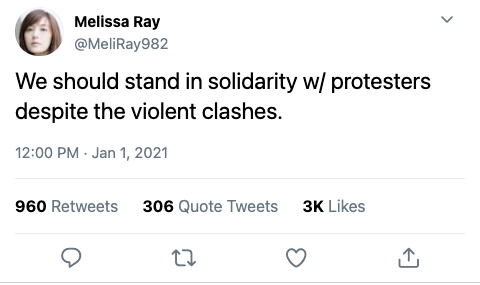 Melissa Ray
@MeliRay982
We should stand in solidarity w/ protesters
despite the violent clashes.
12:00 PM · Jan 1, 2021
960 Retweets 306 Quote Tweets 3K Likes